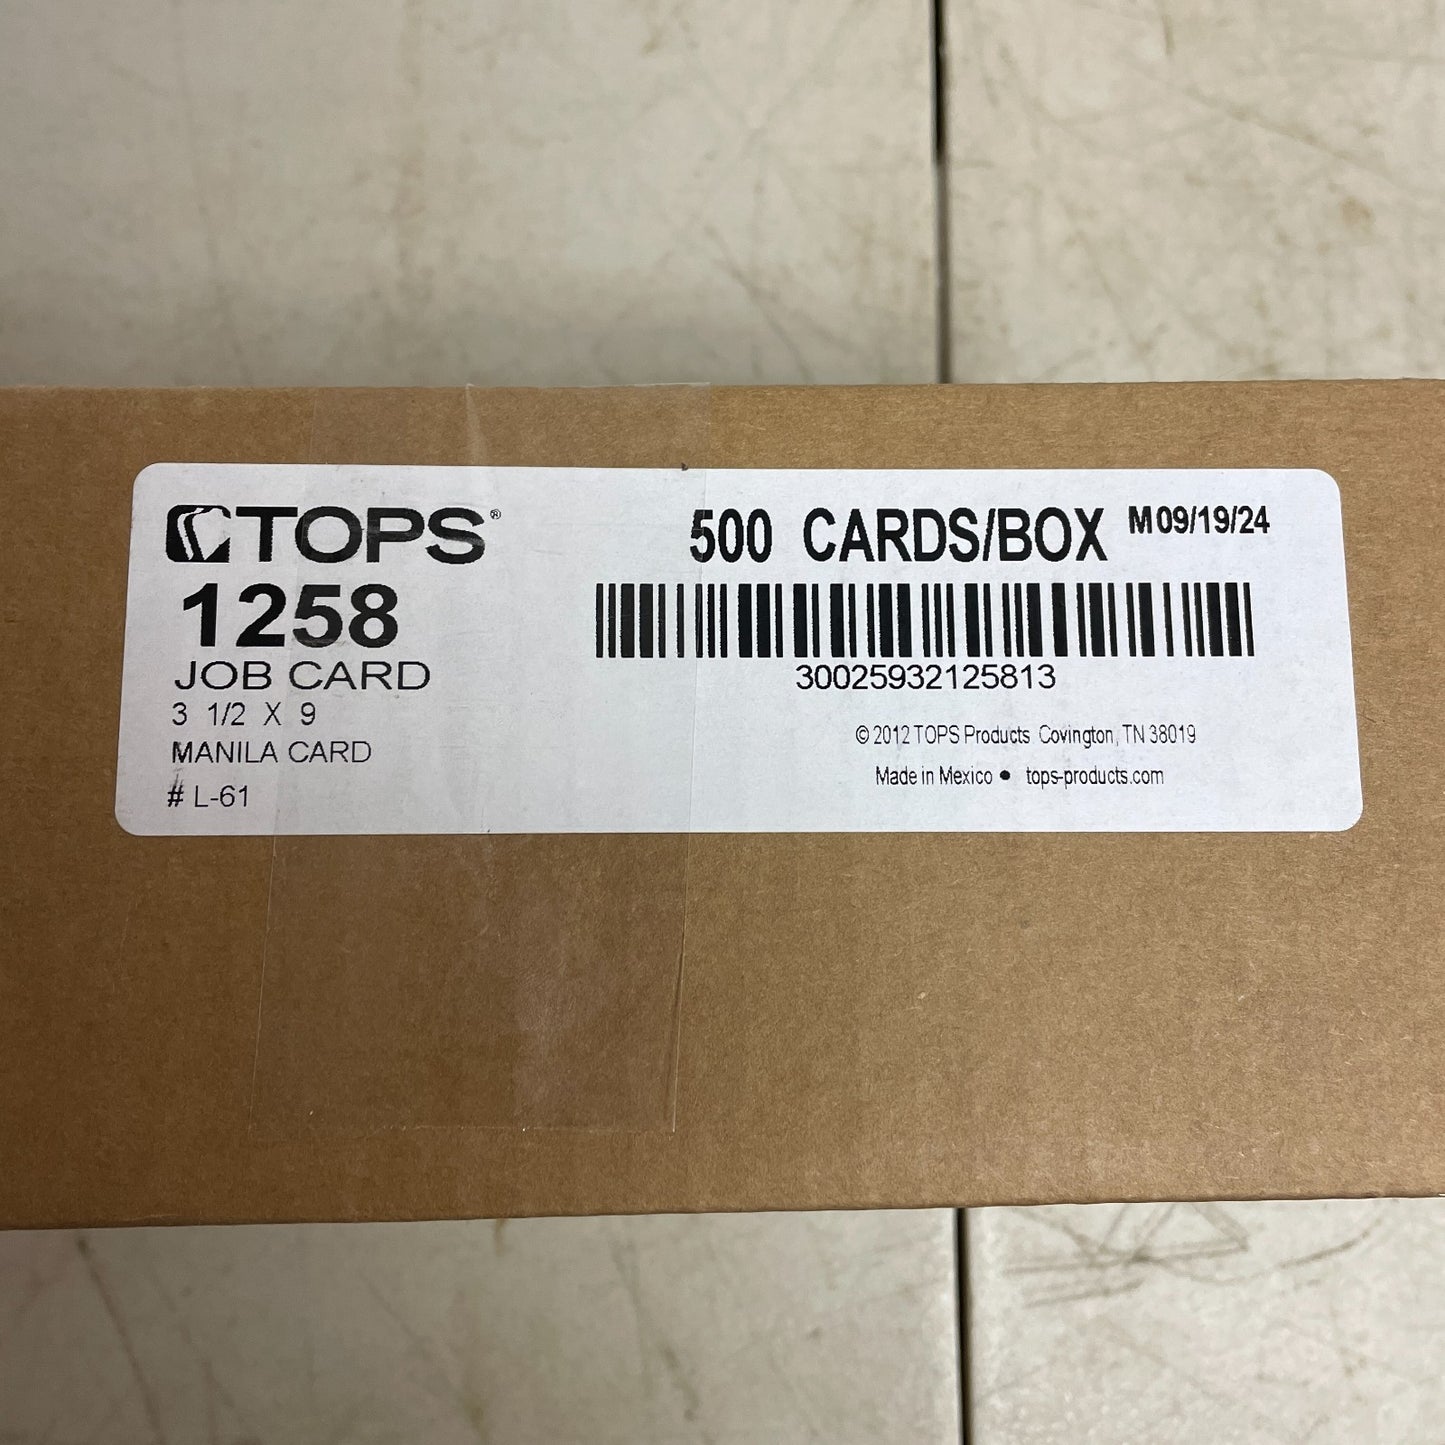 TOPS®
1258
JOB CARD
3 1/2 X 9
MANILA CARD
# L-61
500 CARDS/BOX M09/19/24
30025932125813
© 2012 TOPS Products Covington, TN 38019
Made in Mexico ● tops-products.com